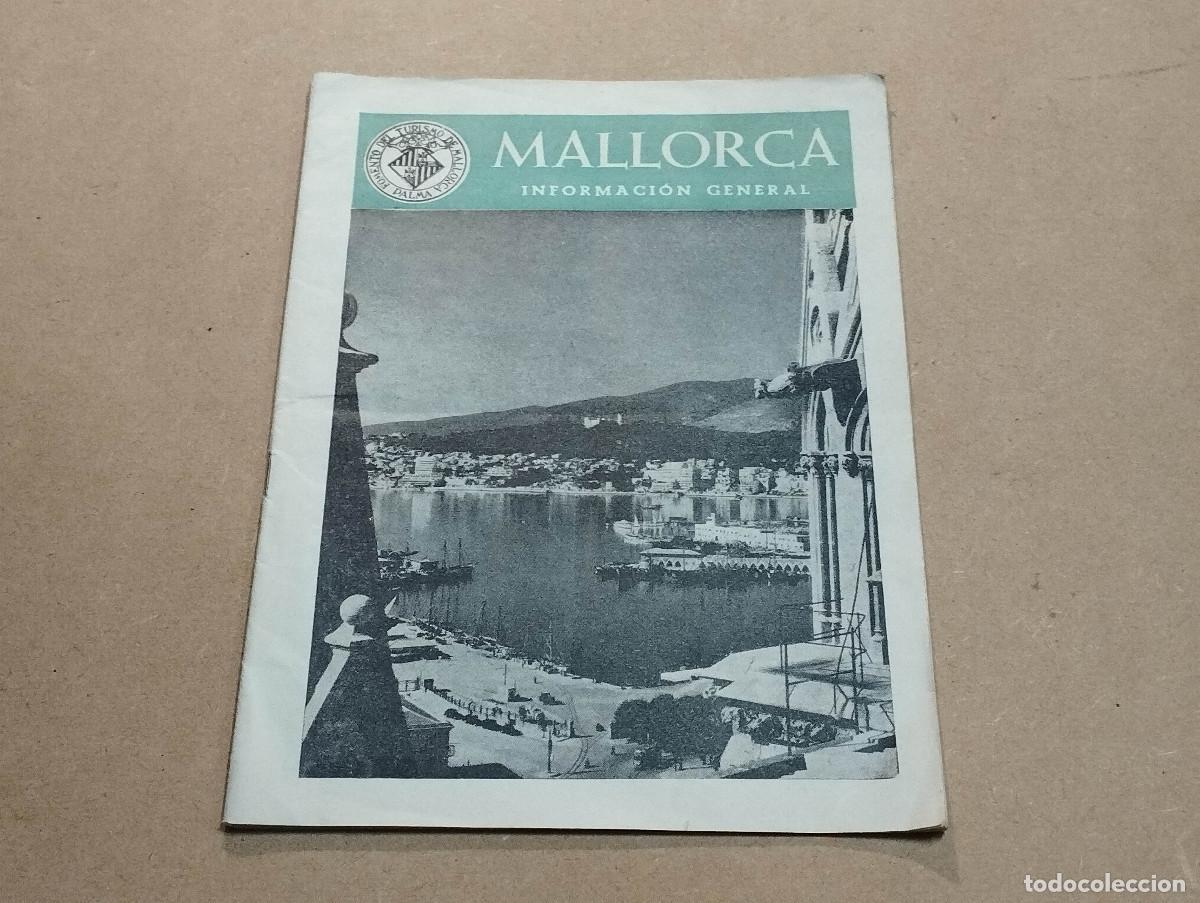 FOMENTO DEL TURISMO DE MALLORCA
PALMA
MALLORCA
INFORMACIÓN GENERAL
todocoleccion